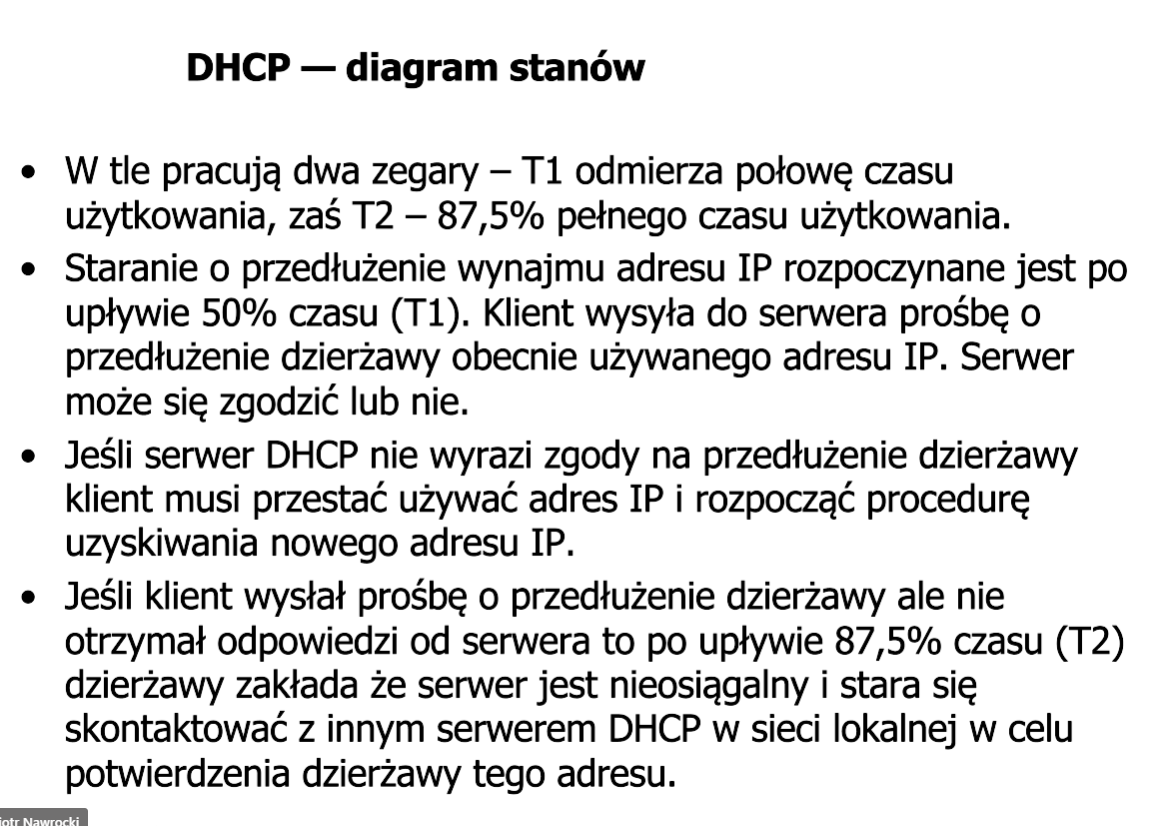 DHCP — diagram stanów
• W tle pracują dwa zegary – T1 odmierza połowę czasu
użytkowania, zaś T2 – 87,5% pełnego czasu użytkowania.
• Staranie o przedłużenie wynajmu adresu IP rozpoczynane jest po
upływie 50% czasu (T1). Klient wysyła do serwera prośbę o
przedłużenie dzierżawy obecnie używanego adresu IP. Serwer
może się zgodzić lub nie.
• Jeśli serwer DHCP nie wyrazi zgody na przedłużenie dzierżawy
klient musi przestać używać adres IP i rozpocząć procedurę
uzyskiwania nowego adresu IP.
• Jeśli klient wysłał prośbę o przedłużenie dzierżawy ale nie
otrzymał odpowiedzi od serwera to po upływie 87,5% czasu (T2)
dzierżawy zakłada że serwer jest nieosiągalny i stara się
skontaktować z innym serwerem DHCP w sieci lokalnej w celu
potwierdzenia dzierżawy tego adresu.
iotr Nawrocki